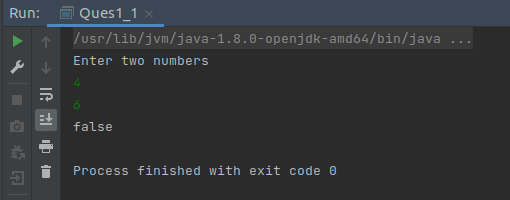 Run: Ques1_1
/usr/lib/jvm/java-1.8.0-openjdk-amd64/bin/java ...
Enter two numbers
4
6
false
Process finished with exit code 0